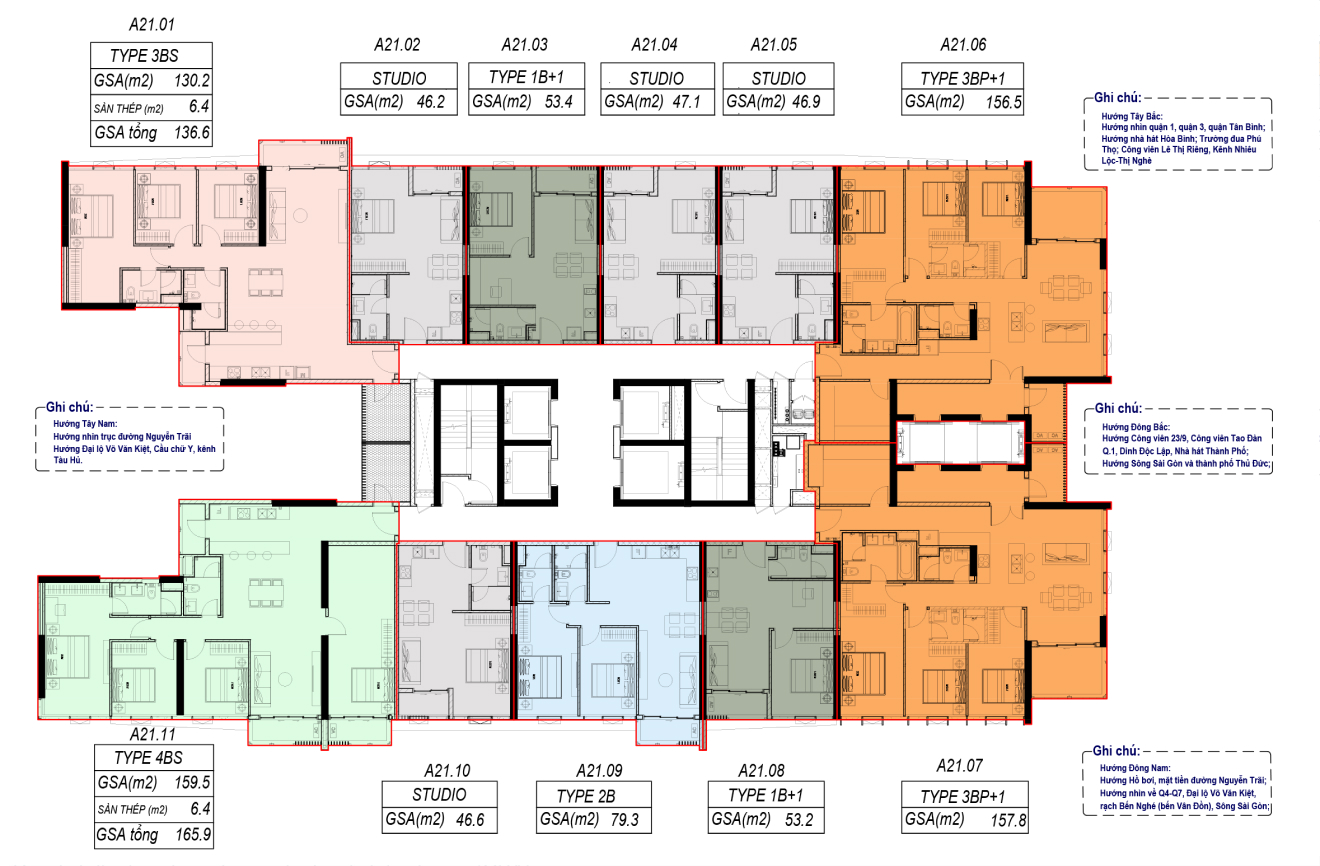 A21.01
TYPE 3BS
GSA(m2) 130.2
SÀN THÉP (m2) 6.4
GSA tổng 136.6
A21.02
STUDIO
GSA(m2) 46.2
A21.03
TYPE 1B+1
GSA(m2) 53.4
A21.04
STUDIO
GSA(m2) 47.1
A21.05
STUDIO
GSA(m2) 46.9
A21.06
TYPE 3BP+1
GSA(m2) 156.5
Ghi chú:
Hướng Tây Bắc:
Hướng nhìn quận 1, quận 3, quận Tân Bình;
Hướng nhà hát Hòa Bình; Trường đua Phú
Thọ; Công viên Lê Thị Riêng, Kênh Nhiêu
Lộc-Thị Nghè
Ghi chú:
Hướng Tây Nam:
Hướng nhìn trục đường Nguyễn Trãi
Hướng Đại lộ Võ Văn Kiệt, Cầu chữ Y, kênh
Tàu Hủ.
Ghi chú:
Hướng Đông Bắc:
Hướng Công viên 23/9, Công viên Tao Đàn
Q.1, Dinh Độc Lập, Nhà hát Thành Phố;
Hướng Sông Sài Gòn và thành phố Thủ Đức;
Ghi chú:
Hướng Đông Nam:
Hướng Hồ bơi, mặt tiền đường Nguyễn Trãi;
Hướng nhìn về Q4-Q7, Đại lộ Võ Văn Kiệt,
rạch Bến Nghé (bến Vân Đồn), Sông Sài Gòn;
A21.11
TYPE 4BS
GSA(m2) 159.5
SÀN THÉP (m2) 6.4
GSA tổng 165.9
A21.10
STUDIO
GSA(m2) 46.6
A21.09
TYPE 2B
GSA(m2) 79.3
A21.08
TYPE 1B+1
GSA(m2) 53.2
A21.07
TYPE 3BP+1
GSA(m2) 157.8